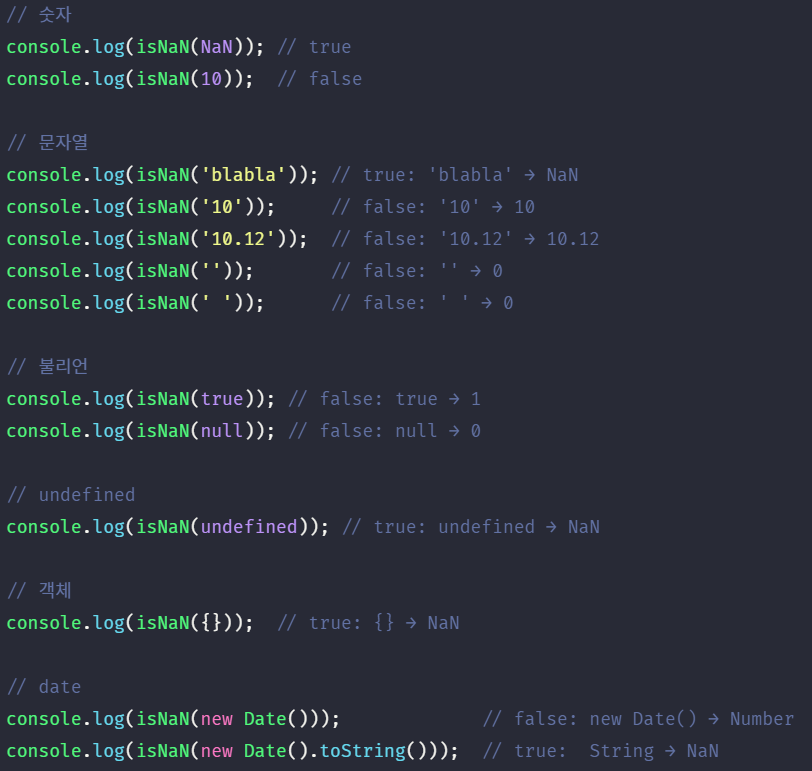 // 숫자
console.log(isNaN(NaN)); // true
console.log(isNaN(10));  // false
// 문자열
console.log(isNaN('blabla')); // true: 'blabla' → NaN
console.log(isNaN('10'));     // false: '10' → 10
console.log(isNaN('10.12'));  // false: '10.12' → 10.12
console.log(isNaN(''));       // false: '' → 0
console.log(isNaN(' '));      // false: ' ' → 0
// 불리언
console.log(isNaN(true)); // false: true → 1
console.log(isNaN(null)); // false: null → 0
// undefined
console.log(isNaN(undefined)); // true: undefined → NaN
// 객체
console.log(isNaN({}));  // true: {} → NaN
// date
console.log(isNaN(new Date()));             // false: new Date() → Number
console.log(isNaN(new Date().toString()));  // true:  String → NaN